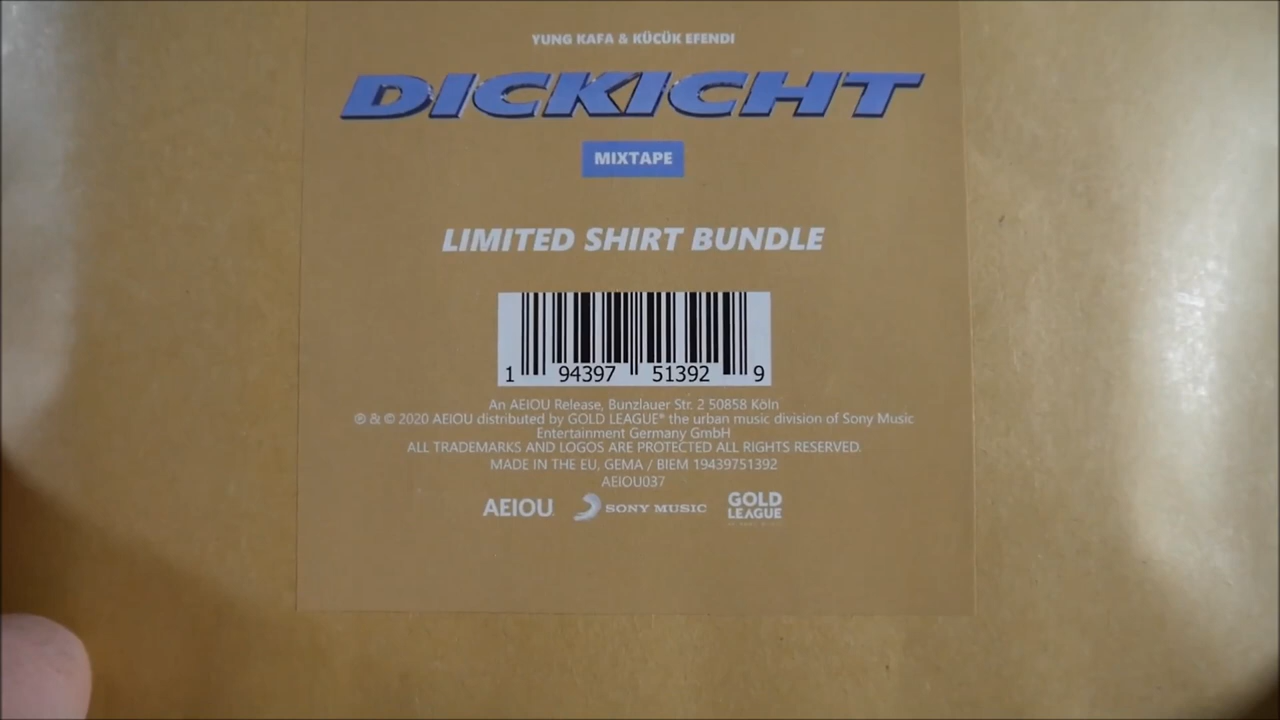 YUNG KAFA & KÜCÜK EFENDI
DICKICHT
MIXTAPE
LIMITED SHIRT BUNDLE
1 94397 51392 9
An AEIOU Release, Bunzlauer Str. 2 50858 Köln
℗ & © 2020 AEIOU distributed by GOLD LEAGUE® the urban music division of Sony Music
Entertainment Germany GmbH
ALL TRADEMARKS AND LOGOS ARE PROTECTED ALL RIGHTS RESERVED.
MADE IN THE EU, GEMA / BIEM 19439751392
AEIOU037
AEIOU SONY MUSIC GOLD
LEAGUE